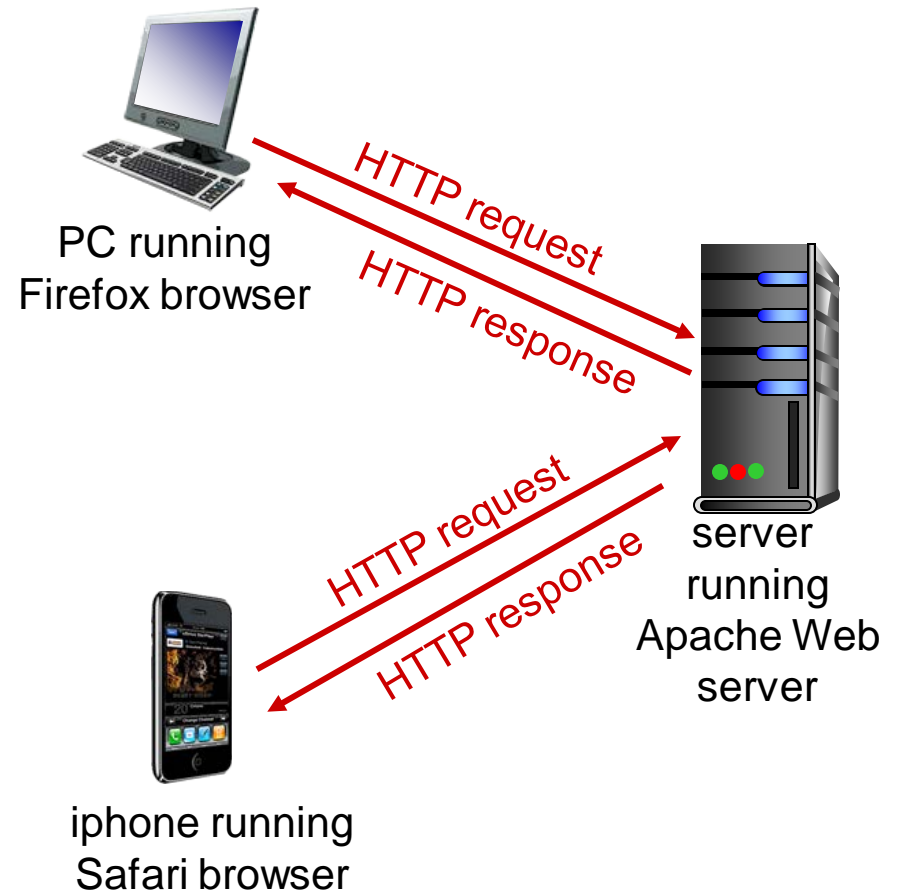 HTTP request
HTTP response
PC running
Firefox browser
HTTP request
HTTP response
server
running
Apache Web
server
iphone running
Safari browser